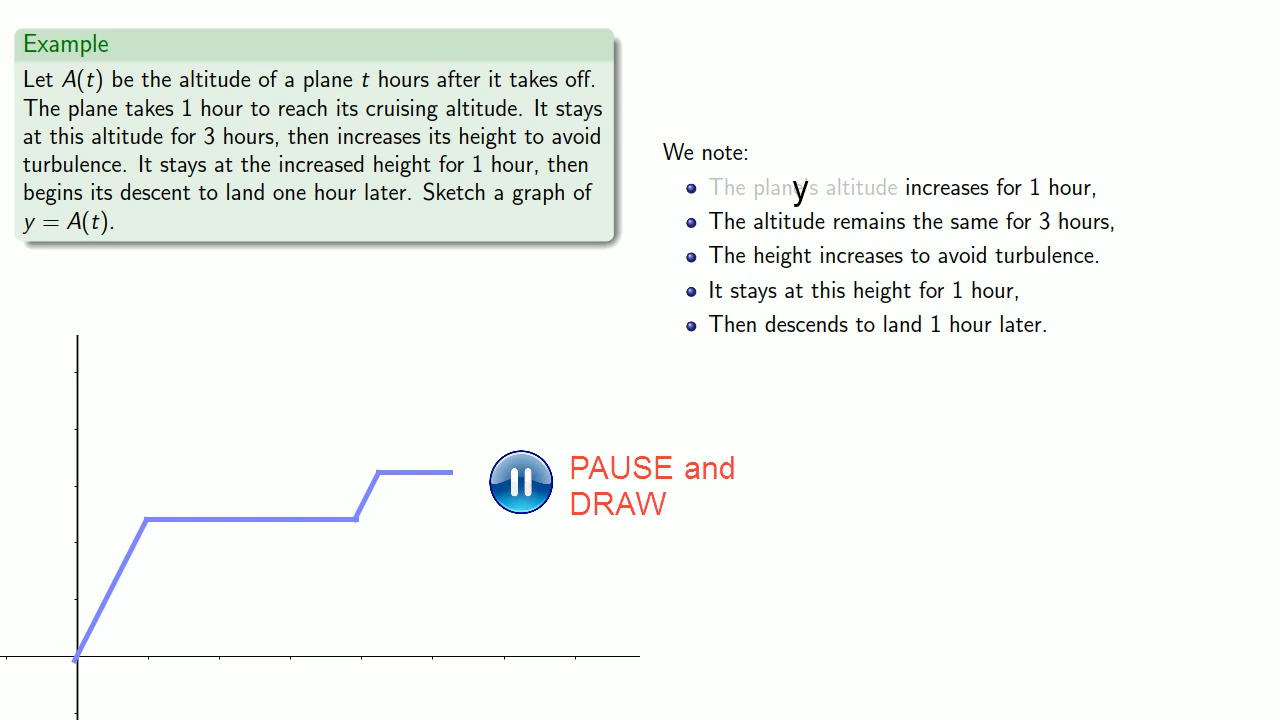 Example
Let A(t) be the altitude of a plane t hours after it takes off.
The plane takes 1 hour to reach its cruising altitude. It stays
at this altitude for 3 hours, then increases its height to avoid
turbulence. It stays at the increased height for 1 hour, then
begins its descent to land one hour later. Sketch a graph of
y = A(t).
We note:
The plane's altitude increases for 1 hour,
y
The altitude remains the same for 3 hours,
The height increases to avoid turbulence.
It stays at this height for 1 hour,
Then descends to land 1 hour later.
PAUSE and
DRAW